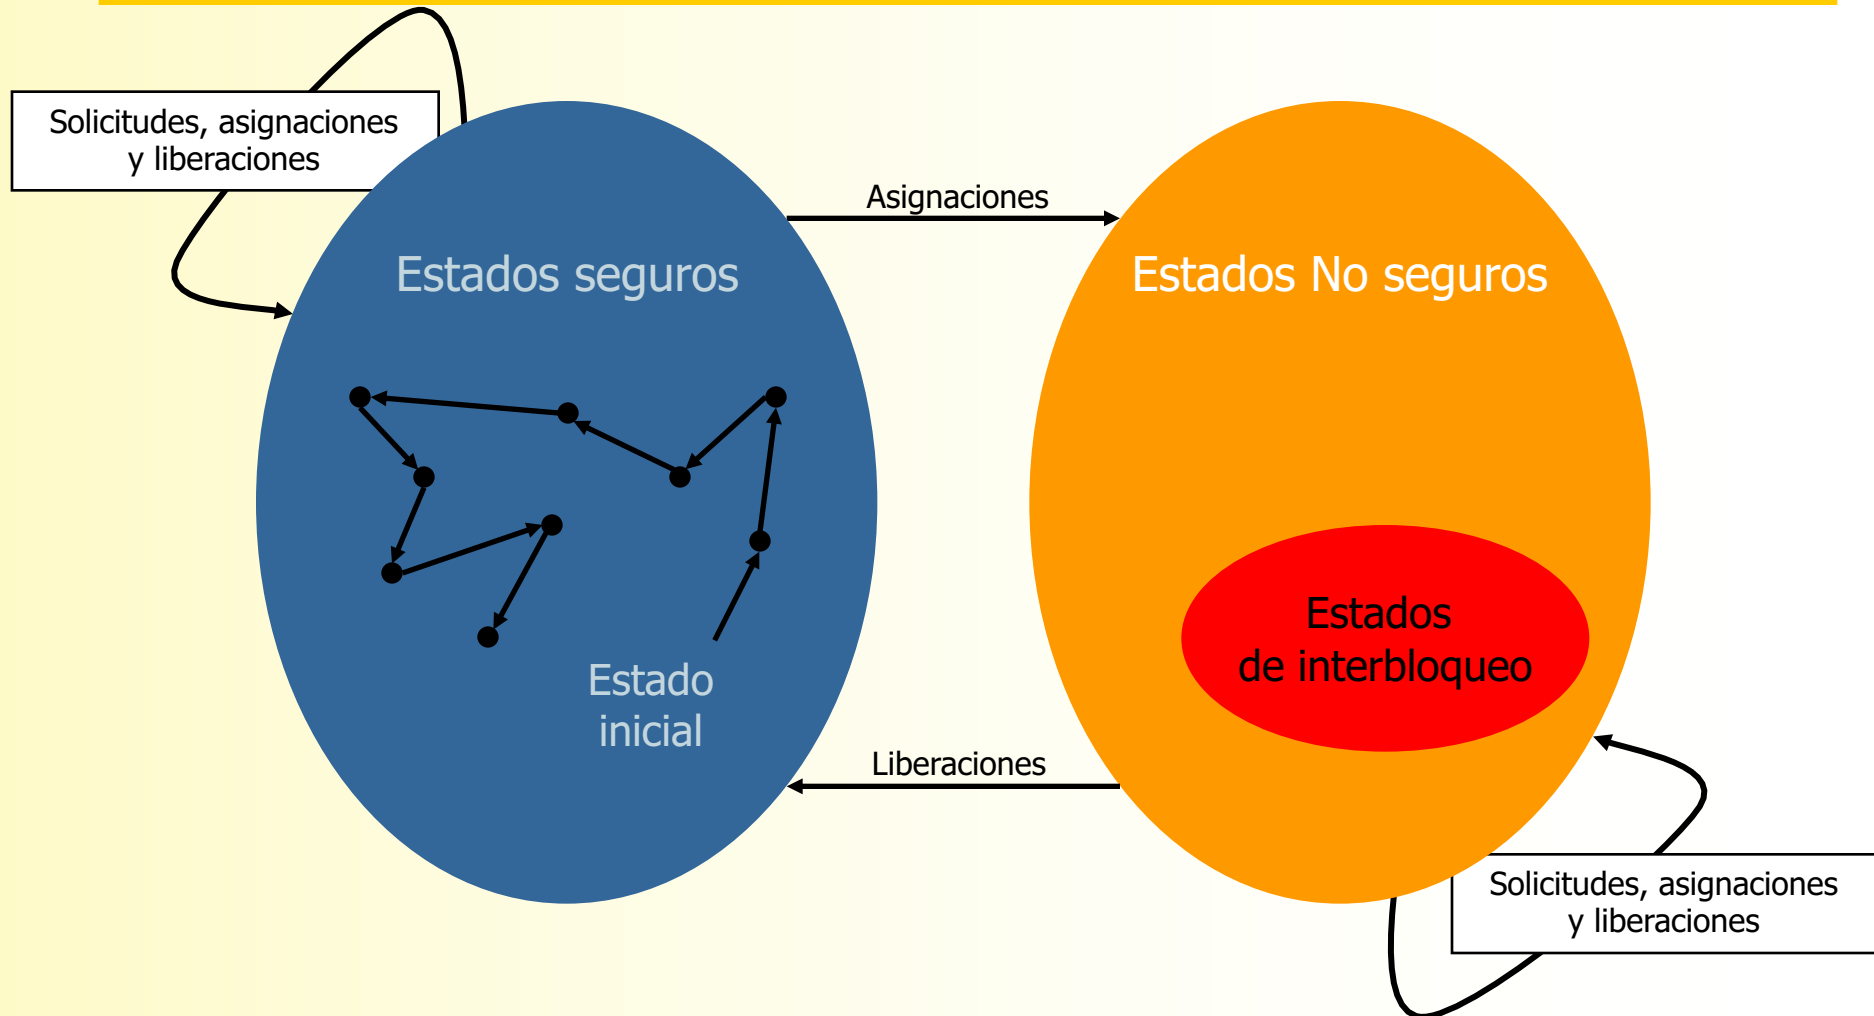 Solicitudes, asignaciones
y liberaciones
Asignaciones
Estados seguros
Estados No seguros
Estados
de interbloqueo
Estado
inicial
Liberaciones
Solicitudes, asignaciones
y liberaciones